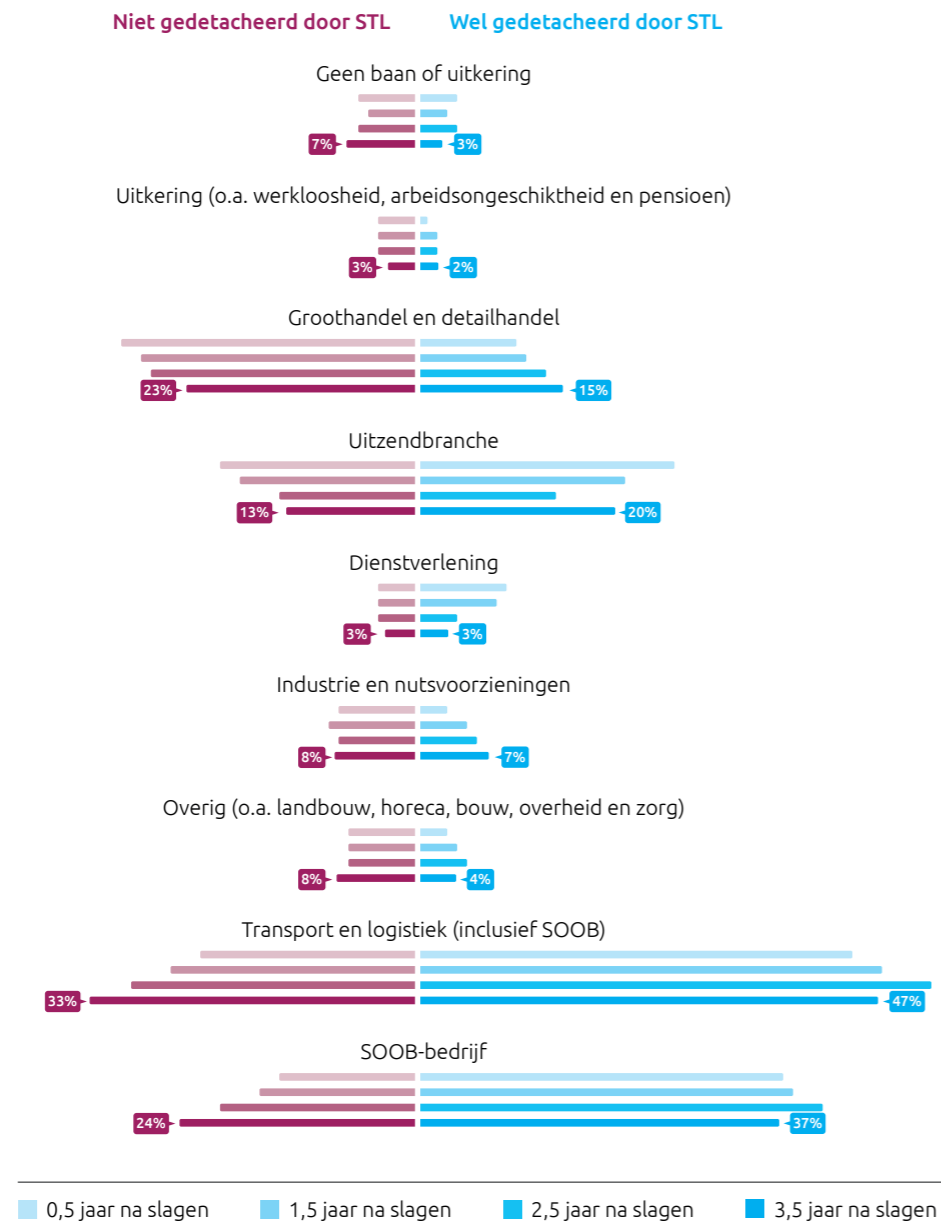 Niet gedetacheerd door STL Wel gedetacheerd door STL
Geen baan of uitkering
7% 3%
Uitkering (o.a. werkloosheid, arbeidsongeschiktheid en pensioen)
3% 2%
Groothandel en detailhandel
23% 15%
Uitzendbranche
13% 20%
Dienstverlening
3% 3%
Industrie en nutsvoorzieningen
8% 7%
Overig (o.a. landbouw, horeca, bouw, overheid en zorg)
8% 4%
Transport en logistiek (inclusief SOOB)
33% 47%
SOOB-bedrijf
24% 37%
0,5 jaar na slagen 1,5 jaar na slagen 2,5 jaar na slagen 3,5 jaar na slagen